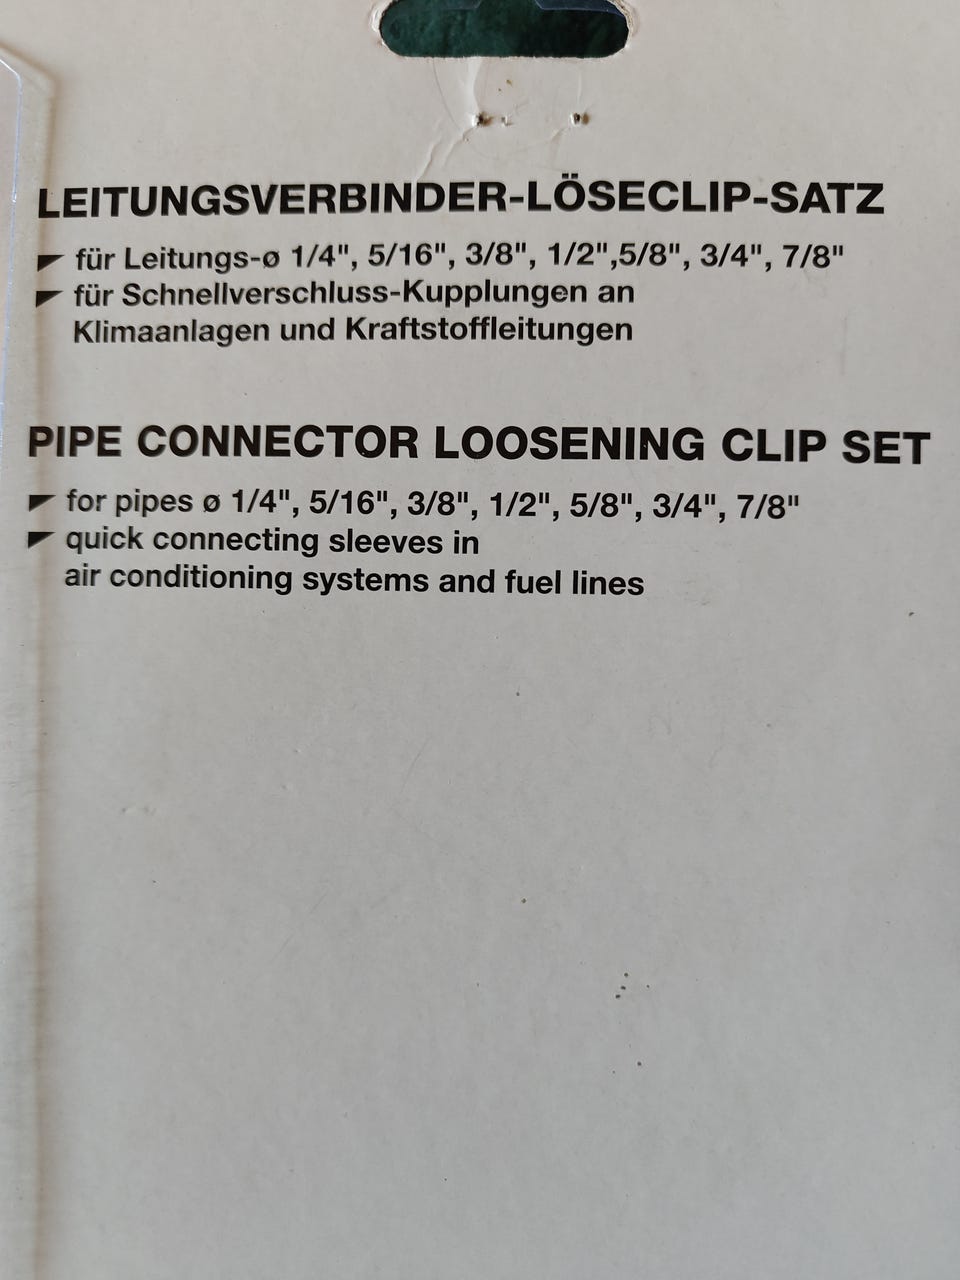 LEITUNGSVERBINDER-LÖSECLIP-SATZ
für Leitungs-ø 1/4", 5/16", 3/8", 1/2",5/8", 3/4", 7/8"
für Schnellverschluss-Kupplungen an
Klimaanlagen und Kraftstoffleitungen
PIPE CONNECTOR LOOSENING CLIP SET
for pipes ø 1/4", 5/16", 3/8", 1/2", 5/8", 3/4", 7/8"
quick connecting sleeves in
air conditioning systems and fuel lines